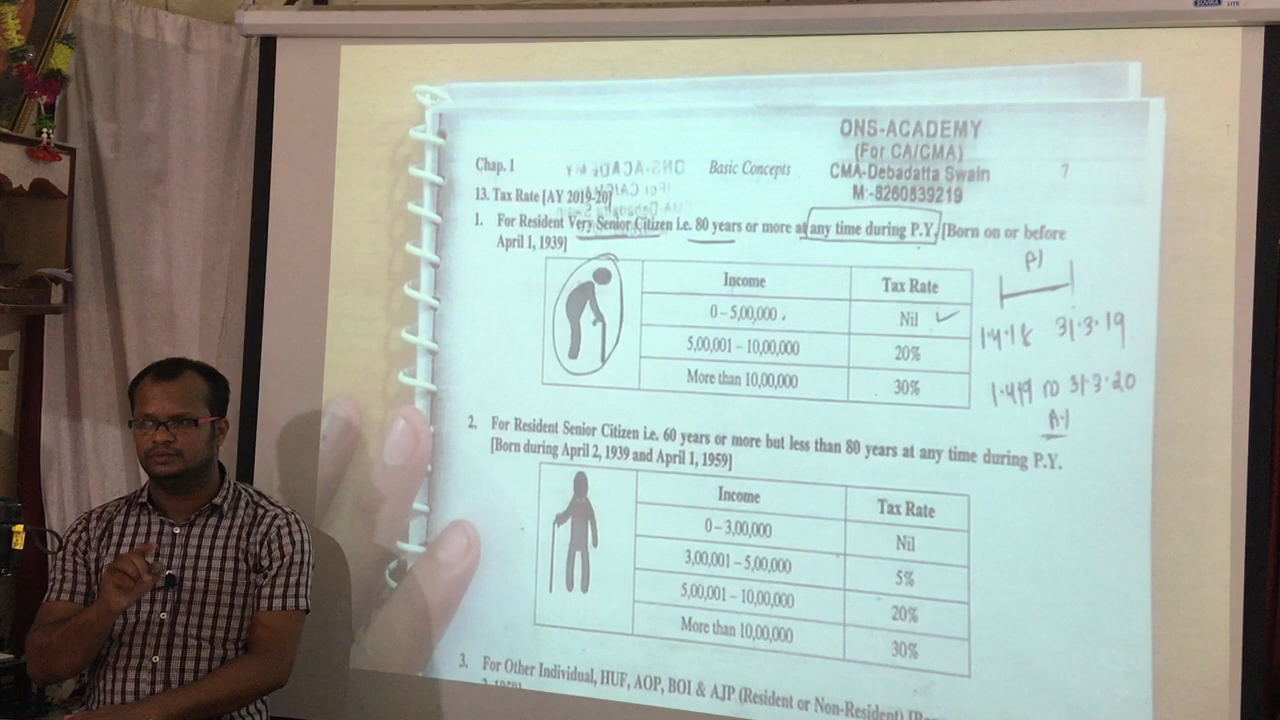 LITE
ONS-ACADEMY
(For CA/CMA)
Chap. 1 Basic Concepts CMA-Debadatta Swain 7
M:-8260839219
13. Tax Rate [AY 2019-20]
1. For Resident Very Senior Citizen i.e. 80 years or more at any time during P.Y. [Born on or before
April 1, 1939]
Income Tax Rate
0 – 5,00,000 Nil
5,00,001 – 10,00,000 20%
More than 10,00,000 30%
1.4.18 31.3.19
1.4.19 to 31.3.20
2. For Resident Senior Citizen i.e. 60 years or more but less than 80 years at any time during P.Y.
[Born during April 2, 1939 and April 1, 1959]
Income Tax Rate
0 – 3,00,000 Nil
3,00,001 – 5,00,000 5%
5,00,001 – 10,00,000 20%
More than 10,00,000 30%
3. For Other Individual, HUF, AOP, BOI & AJP (Resident or Non-Resident)